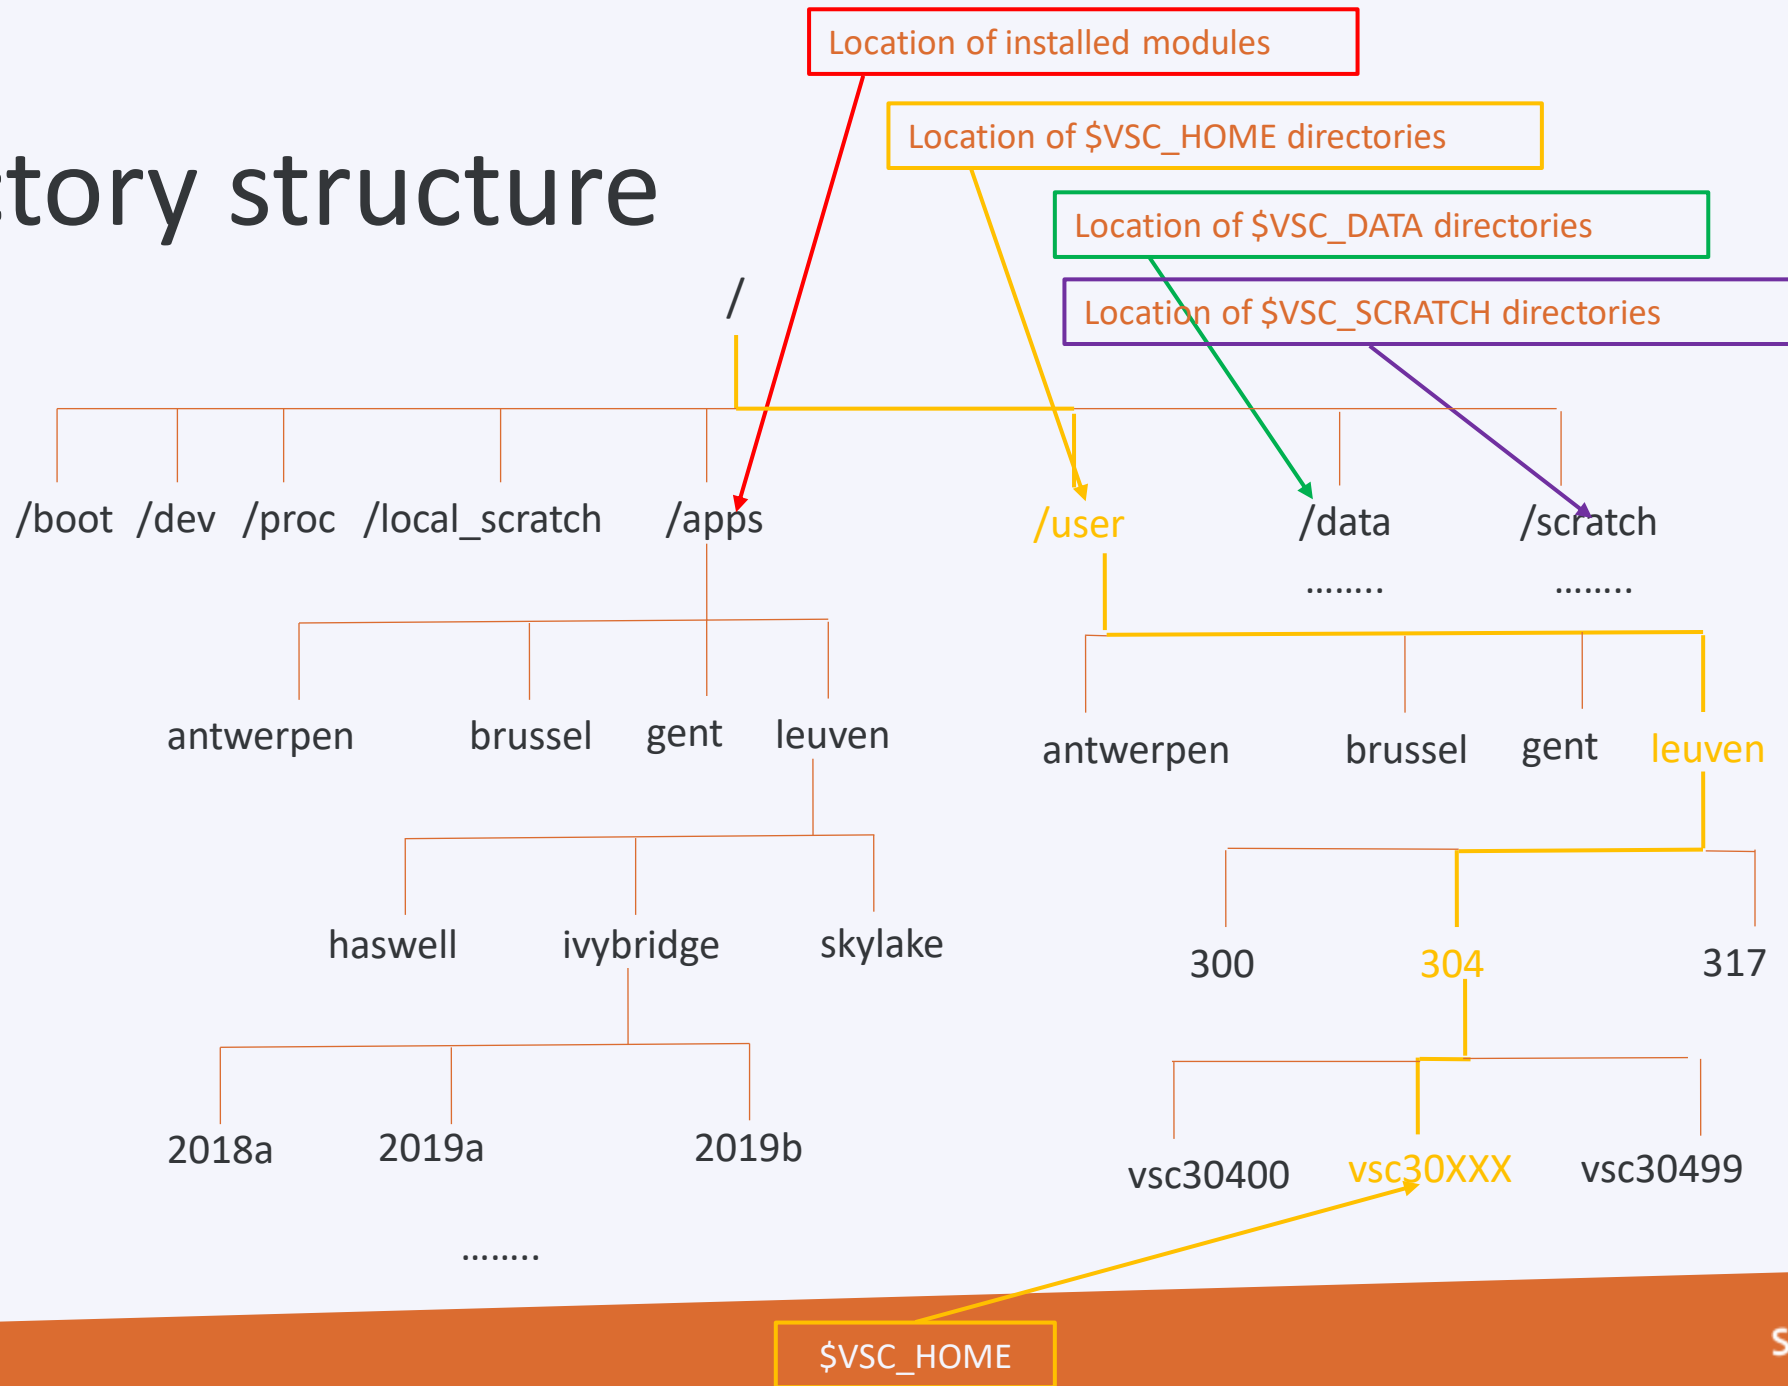 Location of installed modules
Location of $VSC_HOME directories
ctory structure
Location of $VSC_DATA directories
/
Location of $VSC_SCRATCH directories
/boot /dev /proc /local_scratch /apps /user /data /scratch
........ ........
antwerpen brussel gent leuven antwerpen brussel gent leuven
haswell ivybridge skylake 300 304 317
2018a 2019a 2019b vsc30400 vsc30XXX vsc30499
........
$VSC_HOME
S